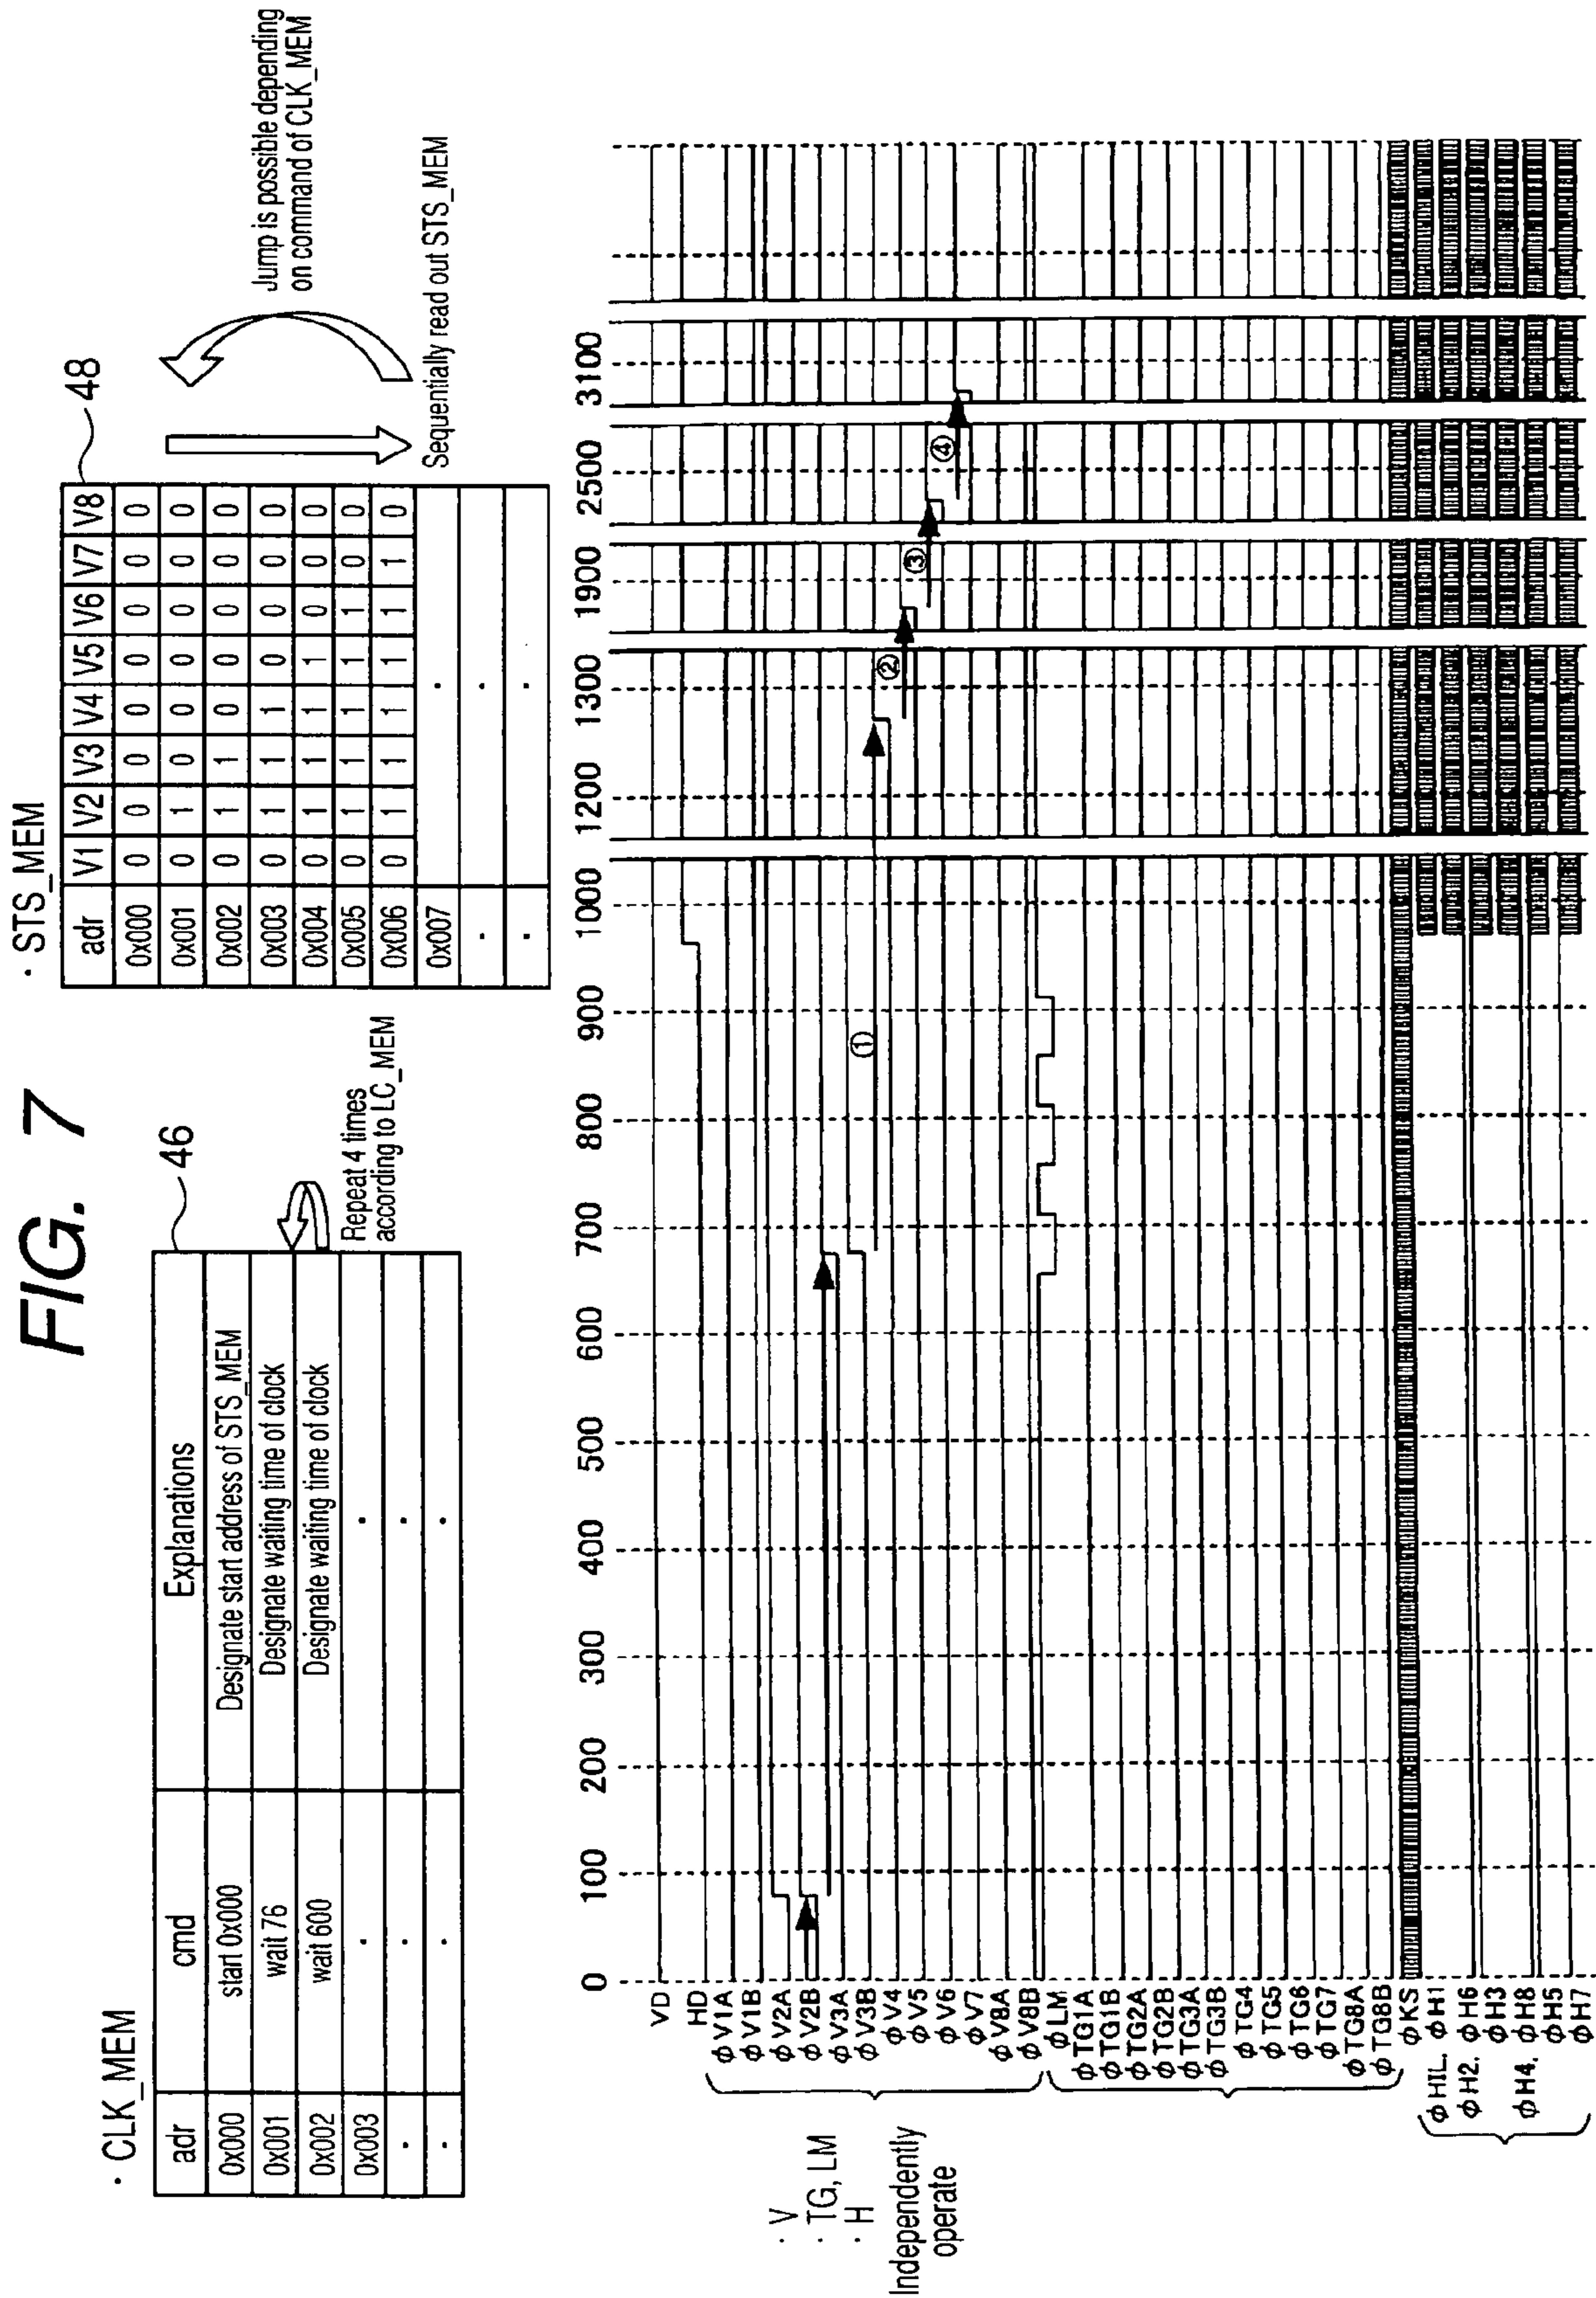 FIG. 7
· CLK_MEM
46
adr cmd Explanations
0x000 start 0x000 Designate start address of STS_MEM
0x001 wait 76 Designate waiting time of clock
0x002 wait 600 Designate waiting time of clock
0x003 · ·
· · ·
· · ·
Repeat 4 times
according to LC_MEM
· STS_MEM
48
adr V1 V2 V3 V4 V5 V6 V7 V8
0x000 0 0 0 0 0 0 0 0
0x001 0 1 0 0 0 0 0 0
0x002 0 1 1 0 0 0 0 0
0x003 0 1 1 1 0 0 0 0
0x004 0 1 1 1 1 0 0 0
0x005 0 1 1 1 1 1 0 0
0x006 0 1 1 1 1 1 1 0
0x007 ·
· ·
· ·
Sequentially read out STS_MEM
Jump is possible depending
on command of CLK_MEM
0 100 200 300 400 500 600 700 800 900 1000 1200 1300 1900 2500 3100
VD
HD
ΦV1A
ΦV1B
ΦV2A
ΦV2B
ΦV3A
ΦV3B
ΦV4
ΦV5
ΦV6
ΦV7
ΦV8A
ΦV8B
ΦLM
ΦTG1A
ΦTG1B
ΦTG2A
ΦTG2B
ΦTG3A
ΦTG3B
ΦTG4
ΦTG5
ΦTG6
ΦTG7
ΦTG8A
ΦTG8B
ΦKS
ΦHIL. ΦH1
ΦH2. ΦH6
ΦH3
ΦH4. ΦH8
ΦH5
ΦH7
① ② ③ ④
· V
· TG, LM
· H
Independently
operate